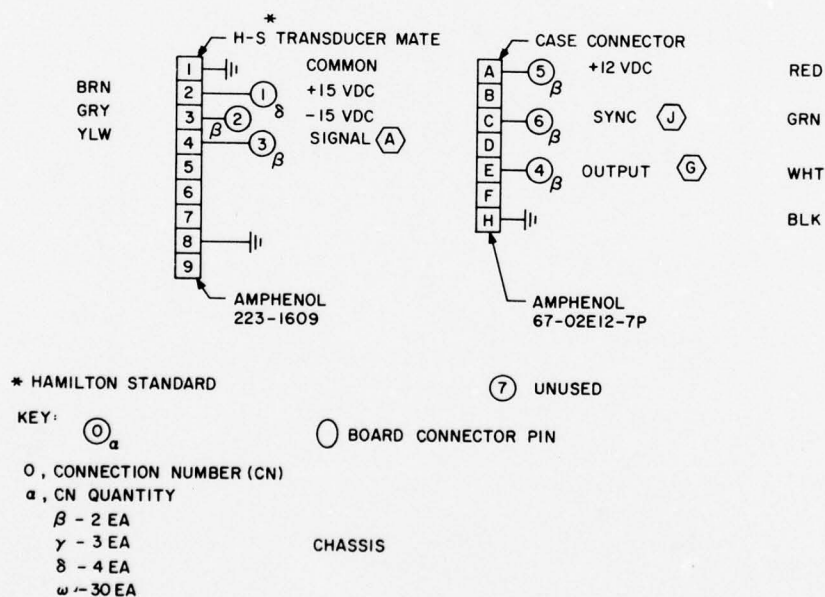 *
H-S TRANSDUCER MATE
1 COMMON
BRN 2 1 δ +15 VDC
GRY 3 β 2 -15 VDC
YLW 4 3 β SIGNAL A
5
6
7
8
9
AMPHENOL
223-1609
CASE CONNECTOR
A 5 β +12 VDC RED
B
C 6 β SYNC J GRN
D
E 4 β OUTPUT G WHT
F
H BLK
AMPHENOL
67-02E12-7P
* HAMILTON STANDARD
7 UNUSED
KEY:
O α
BOARD CONNECTOR PIN
O, CONNECTION NUMBER (CN)
α, CN QUANTITY
β - 2 EA
γ - 3 EA
δ - 4 EA
ω - 30 EA
CHASSIS